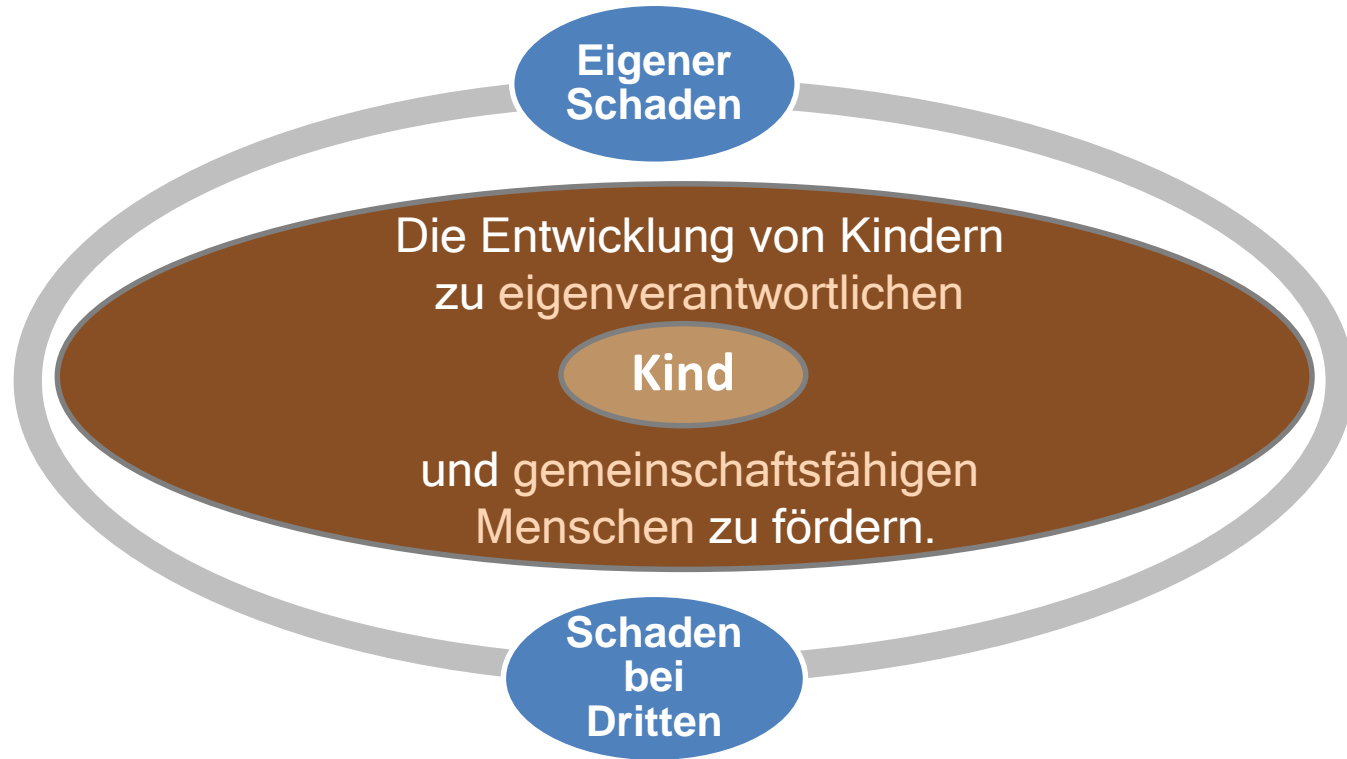 Eigener
Schaden
Die Entwicklung von Kindern
zu eigenverantwortlichen
Kind
und gemeinschaftsfähigen
Menschen zu fördern.
Schaden
bei
Dritten